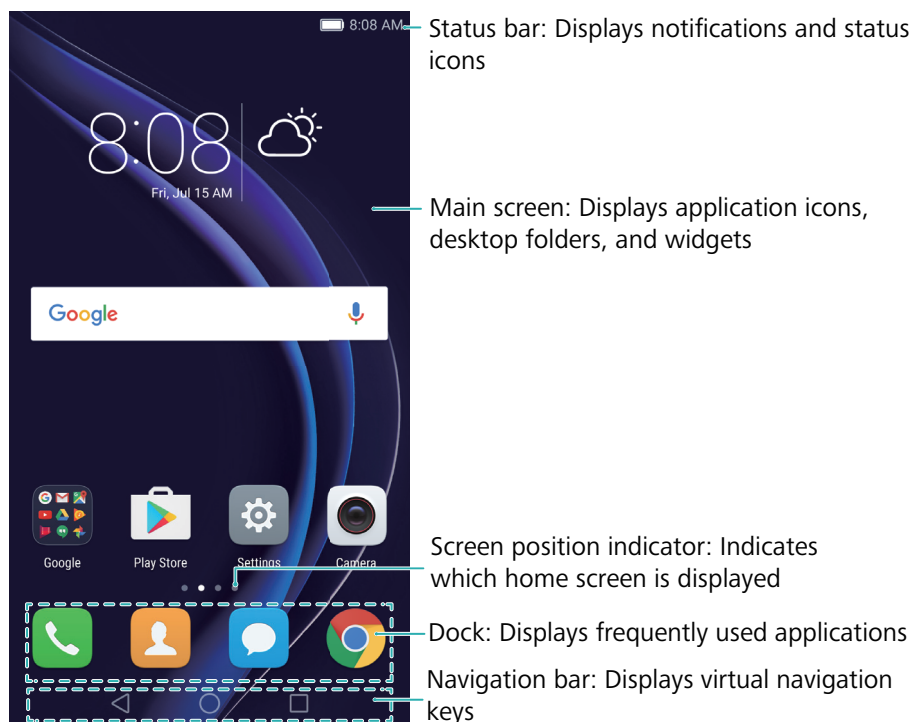 8:08 AM
Status bar: Displays notifications and status
icons
8:08
Fri, Jul 15 AM
Main screen: Displays application icons,
desktop folders, and widgets
Google
Google
Play Store
Settings
Camera
Screen position indicator: Indicates
which home screen is displayed
Dock: Displays frequently used applications
Navigation bar: Displays virtual navigation
keys